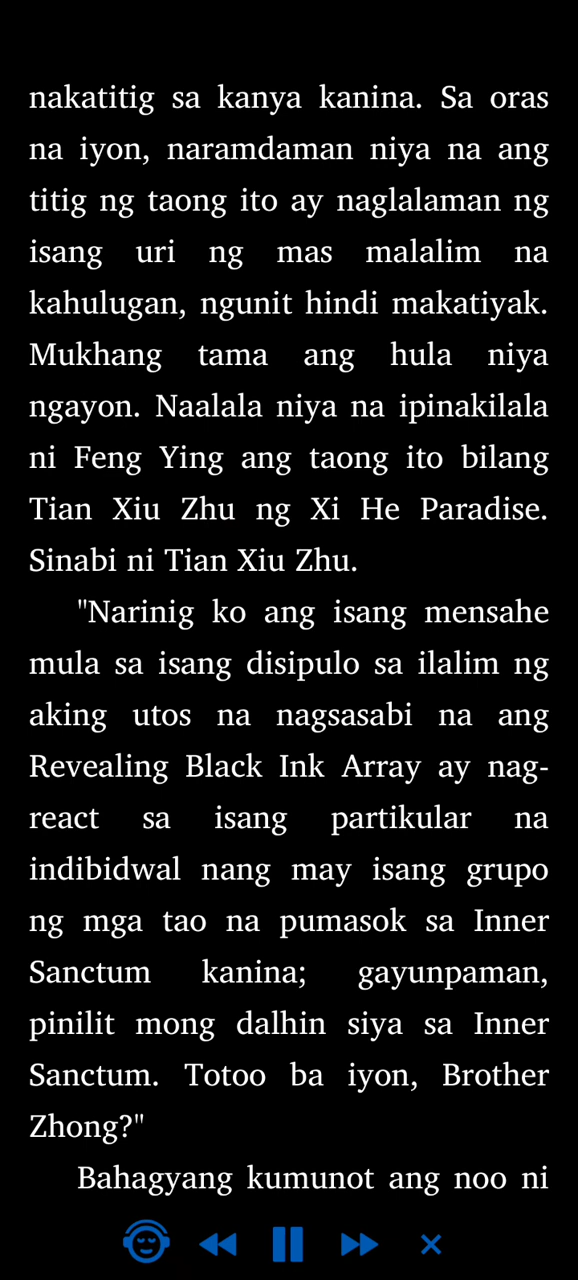 nakatitig sa kanya kanina. Sa oras
na iyon, naramdaman niya na ang
titig ng taong ito ay naglalaman ng
isang uri ng mas malalim na
kahulugan, ngunit hindi makatiyak.
Mukhang tama ang hula niya
ngayon. Naalala niya na ipinakilala
ni Feng Ying ang taong ito bilang
Tian Xiu Zhu ng Xi He Paradise.
Sinabi ni Tian Xiu Zhu.
"Narinig ko ang isang mensahe
mula sa isang disipulo sa ilalim ng
aking utos na nagsasabi na ang
Revealing Black Ink Array ay nag-
react sa isang partikular na
indibidwal nang may isang grupo
ng mga tao na pumasok sa Inner
Sanctum kanina; gayunpaman,
pinilit mong dalhin siya sa Inner
Sanctum. Totoo ba iyon, Brother
Zhong?"
Bahagyang kumunot ang noo ni